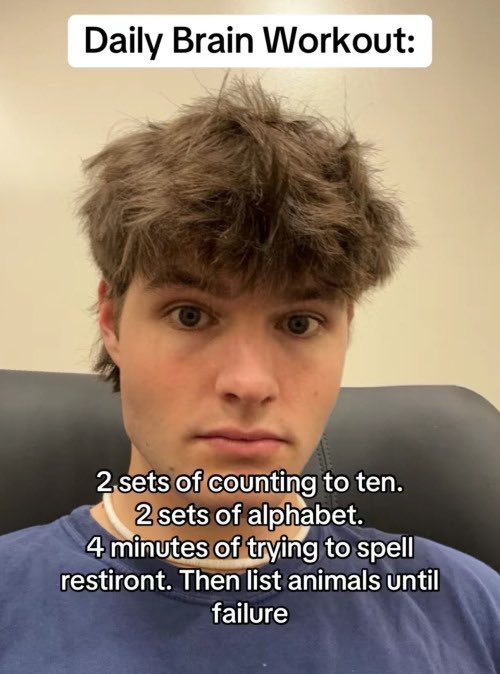 Daily Brain Workout:
2 sets of counting to ten.
2 sets of alphabet.
4 minutes of trying to spell
restiront. Then list animals until
failure